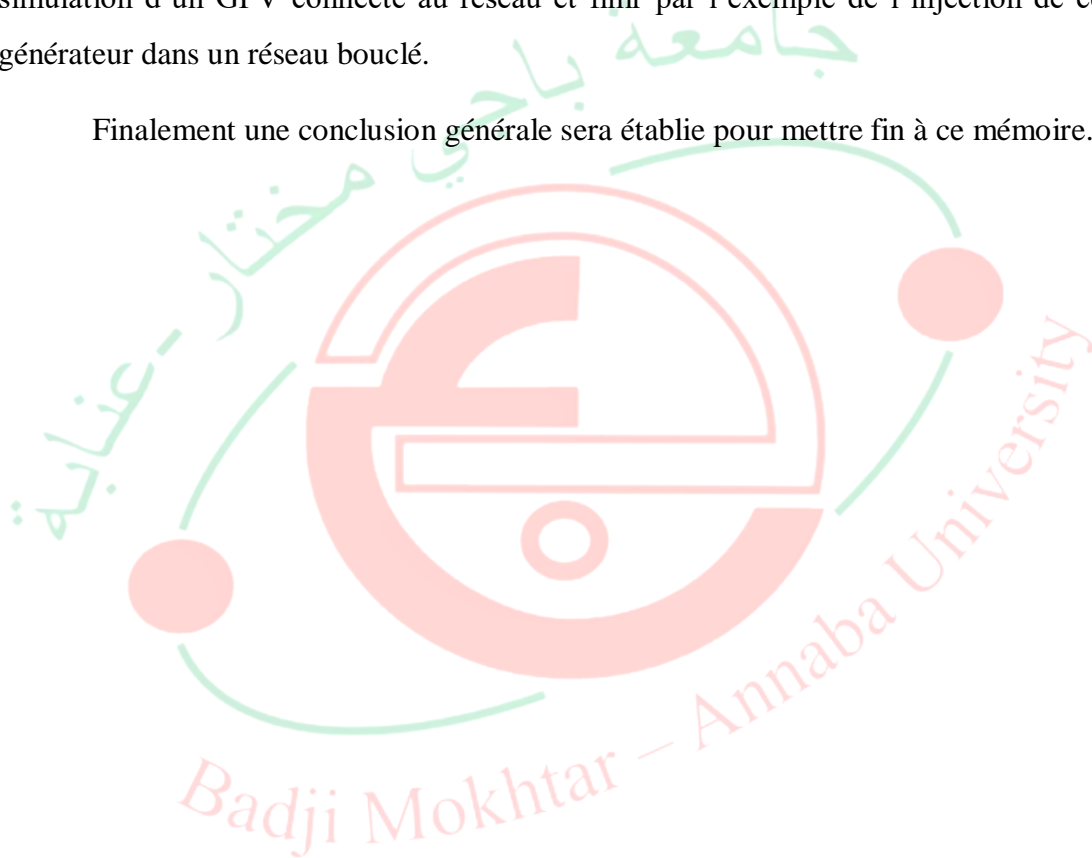 simulation d'un GPV connecté au réseau et finir par l'exemple de l'injection de ce
générateur dans un réseau bouclé.
Finalement une conclusion générale sera établie pour mettre fin à ce mémoire.
جامعة باجي مختار - عنابة
Badji Mokhtar – Annaba University